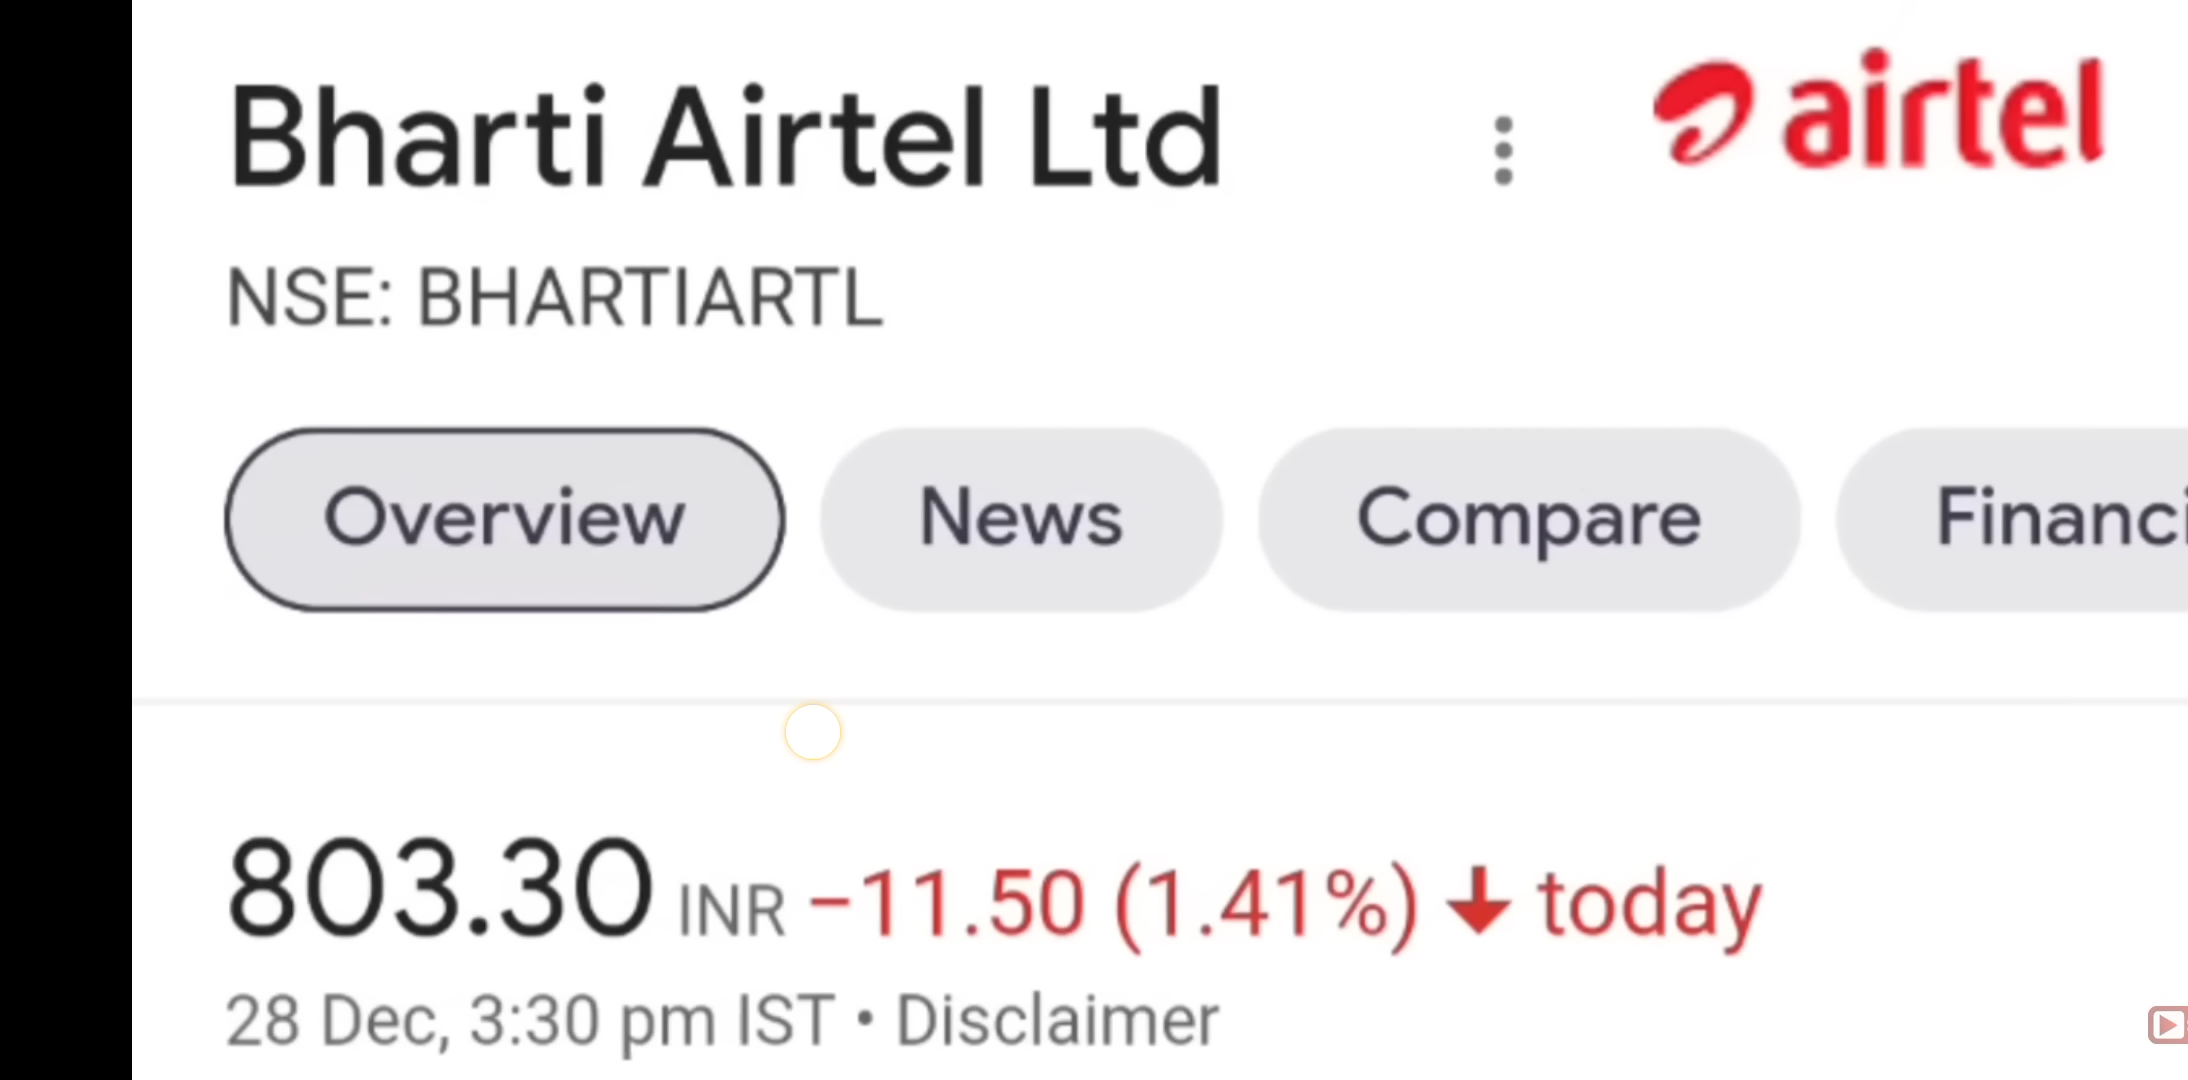 Bharti Airtel Ltd
airtel
NSE: BHARTIARTL
Overview News Compare Financi
803.30 INR −11.50 (1.41%) ↓ today
28 Dec, 3:30 pm IST • Disclaimer